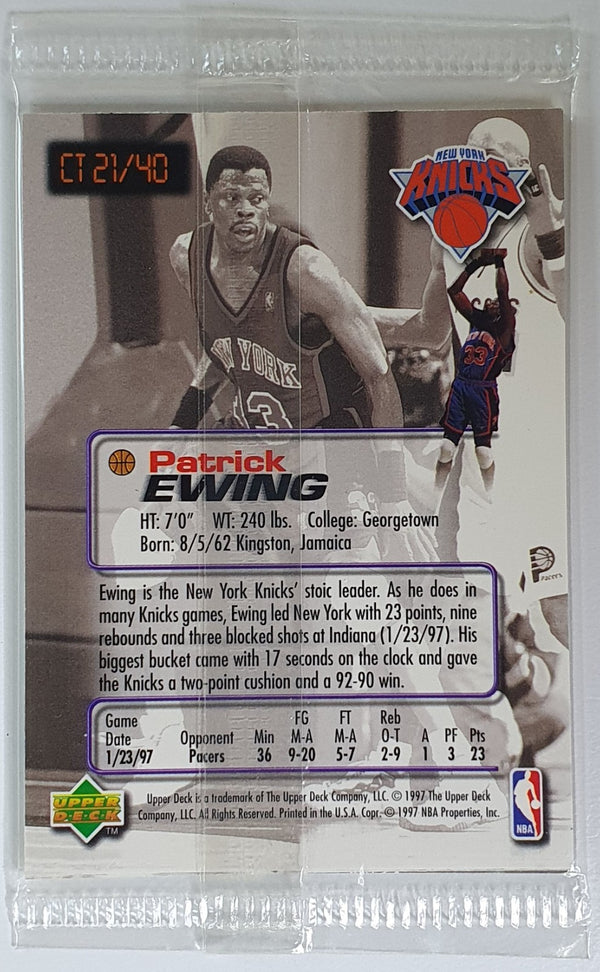 CT 21/40
NEW YORK
KNICKS
W YORK
3
33
Patrick
EWING
HT: 7'0" WT: 240 lbs. College: Georgetown
Born: 8/5/62 Kingston, Jamaica
PACERS
Ewing is the New York Knicks' stoic leader. As he does in
many Knicks games, Ewing led New York with 23 points, nine
rebounds and three blocked shots at Indiana (1/23/97). His
biggest bucket came with 17 seconds on the clock and gave
the Knicks a two-point cushion and a 92-90 win.
Game FG FT Reb
Date Opponent Min M-A M-A O-T A PF Pts
1/23/97 Pacers 36 9-20 5-7 2-9 1 3 23
UPPER
DECK
TM
Upper Deck is a trademark of The Upper Deck Company, LLC. © 1997 The Upper Deck
Company, LLC. All Rights Reserved. Printed in the U.S.A. Copr. © 1997 NBA Properties, Inc.
NBA